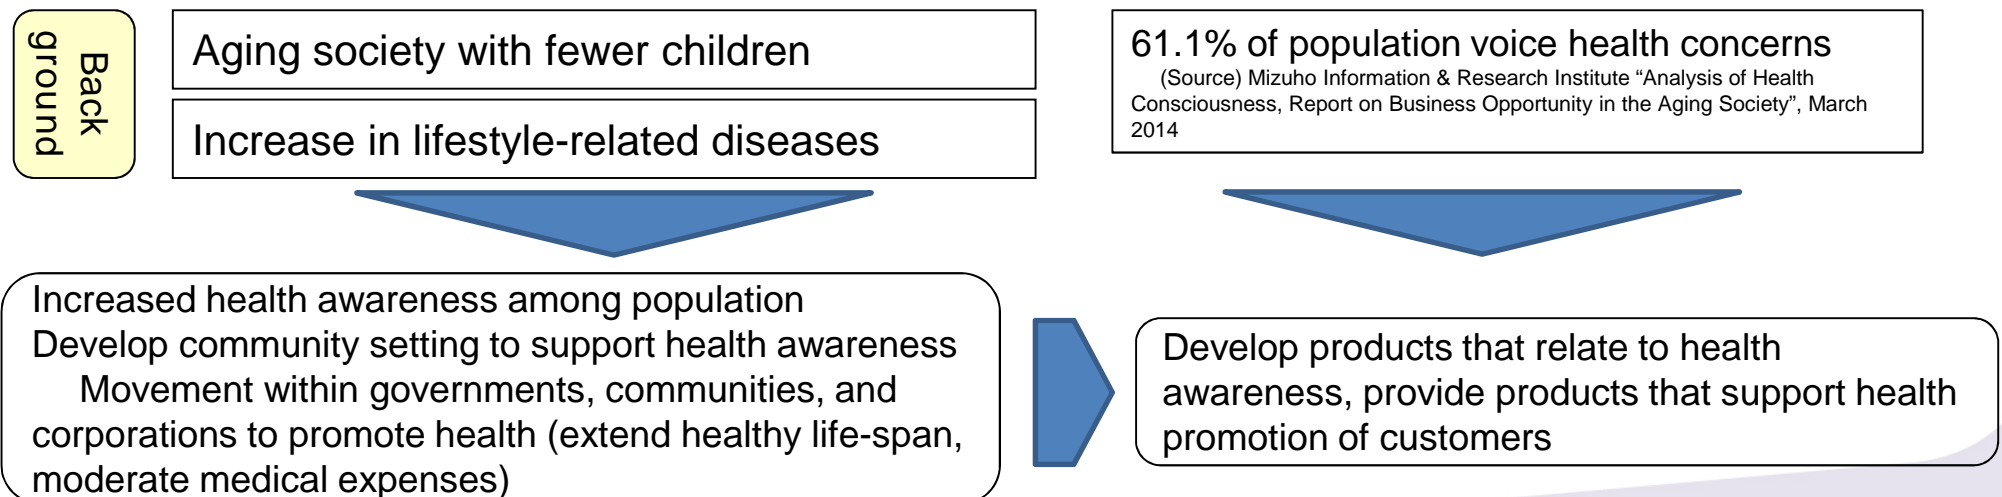 Back
ground
Aging society with fewer children
Increase in lifestyle-related diseases
61.1% of population voice health concerns
(Source) Mizuho Information & Research Institute “Analysis of Health
Consciousness, Report on Business Opportunity in the Aging Society”, March
2014
Increased health awareness among population
Develop community setting to support health awareness
Movement within governments, communities, and
corporations to promote health (extend healthy life-span,
moderate medical expenses)
Develop products that relate to health
awareness, provide products that support health
promotion of customers